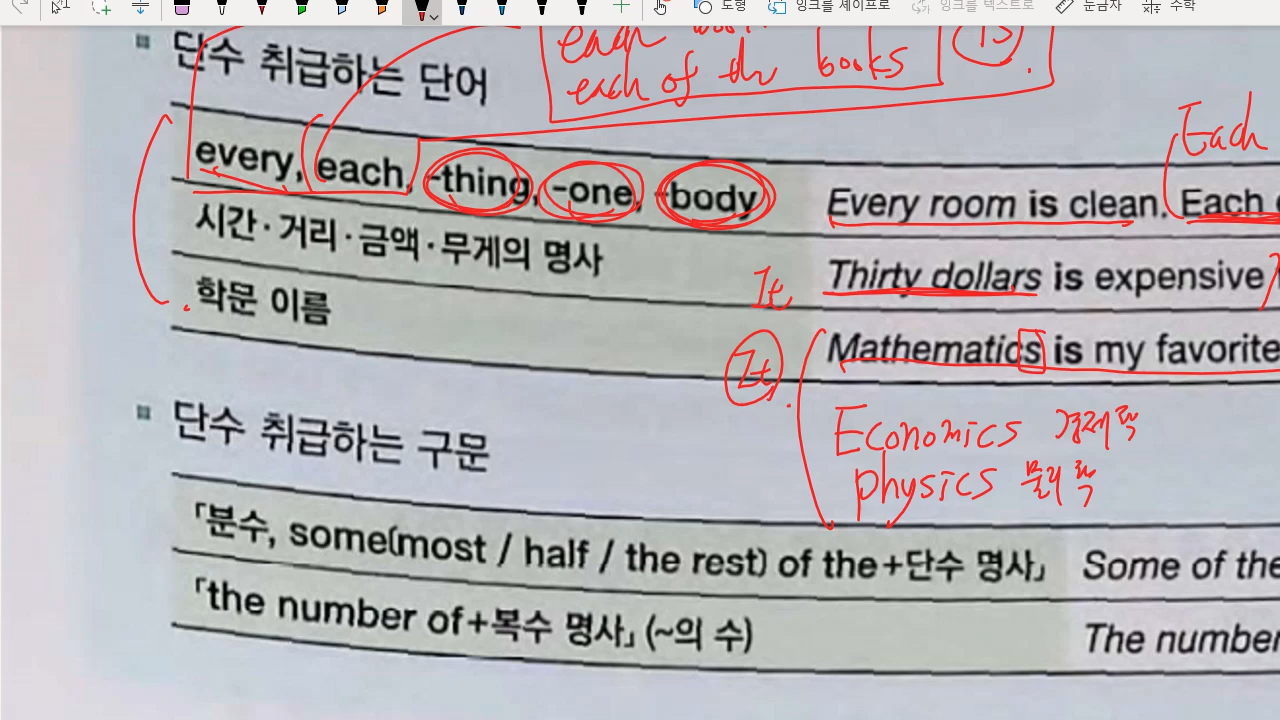 도형
잉크를 셰이프로
잉크를 텍스트로
눈금자
수학
each
is
each of the books
단수 취급하는 단어
Each
every, each, -thing, -one, -body
Every room is clean. Each
시간·거리·금액·무게의 명사
It
Thirty dollars is expensive
학문 이름
It
Mathematics is my favorite
Economics 경제학
physics 물리학
단수 취급하는 구문
「분수, some(most / half / the rest) of the+단수 명사」
Some of the
「the number of+복수 명사」 (~의 수)
The number